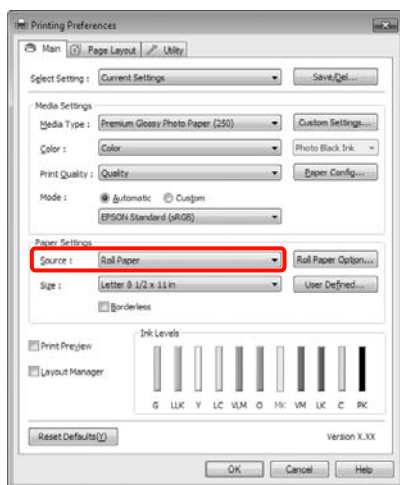 Printing Preferences
Main Page Layout Utility
Select Setting : Current Settings Save/Del...
Media Settings
Media Type : Premium Glossy Photo Paper (250) Custom Settings...
Color : Color Photo Black Ink
Print Quality : Quality Paper Config...
Mode : Automatic Custom
EPSON Standard (sRGB)
Paper Settings
Source : Roll Paper Roll Paper Option...
Size : Letter 8 1/2 x 11 in User Defined...
Borderless
Ink Levels
Print Preview
Layout Manager
G LLK Y LC VLM O MK VM LK C PK
Reset Defaults(Y) Version X.XX
OK Cancel Help